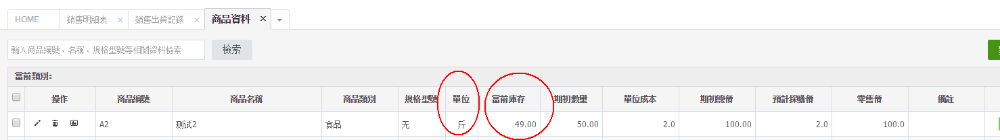 HOME 銷售明細表 銷售出貨記錄 商品資料
輸入商品編號、名稱、規格型號等相關資料檢索 檢索
當前類別:
操作 商品編號 商品名稱 商品類別 規格型號 單位 當前庫存 期初數量 單位成本 期初總價 預計採購價 零售價 備註
A2 测试2 食品 无 斤 49.00 50.00 2.0 100.00 2.0 100.0